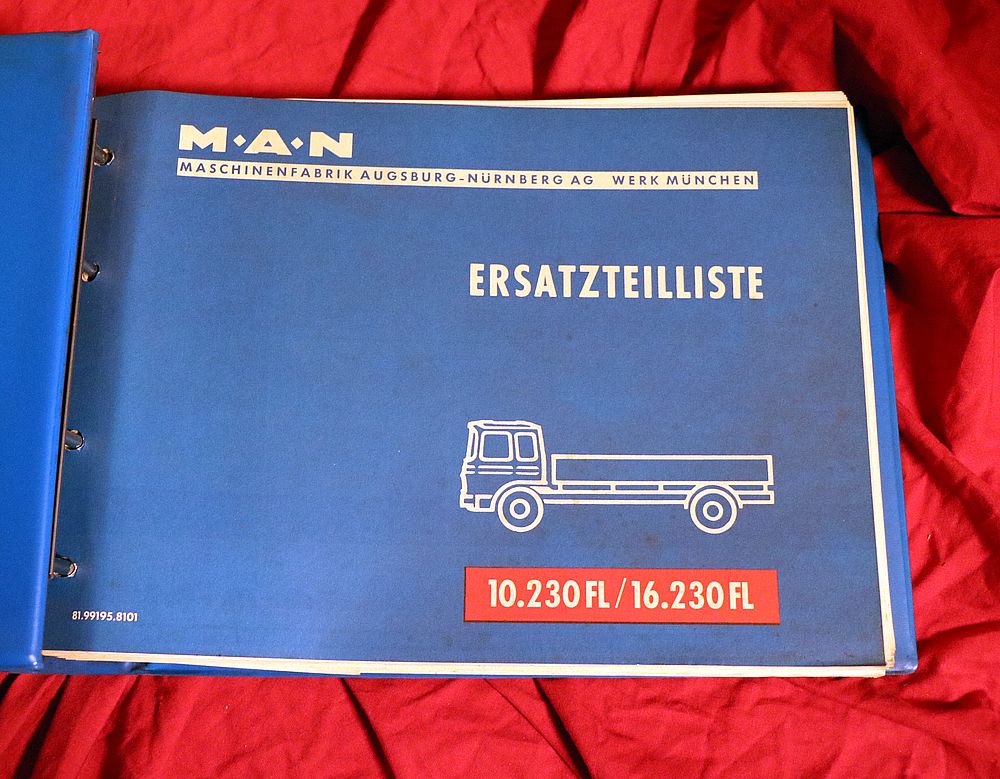 M·A·N
MASCHINENFABRIK AUGSBURG-NÜRNBERG AG WERK MÜNCHEN
ERSATZTEILLISTE
10.230 FL / 16.230 FL
81.99195.8101